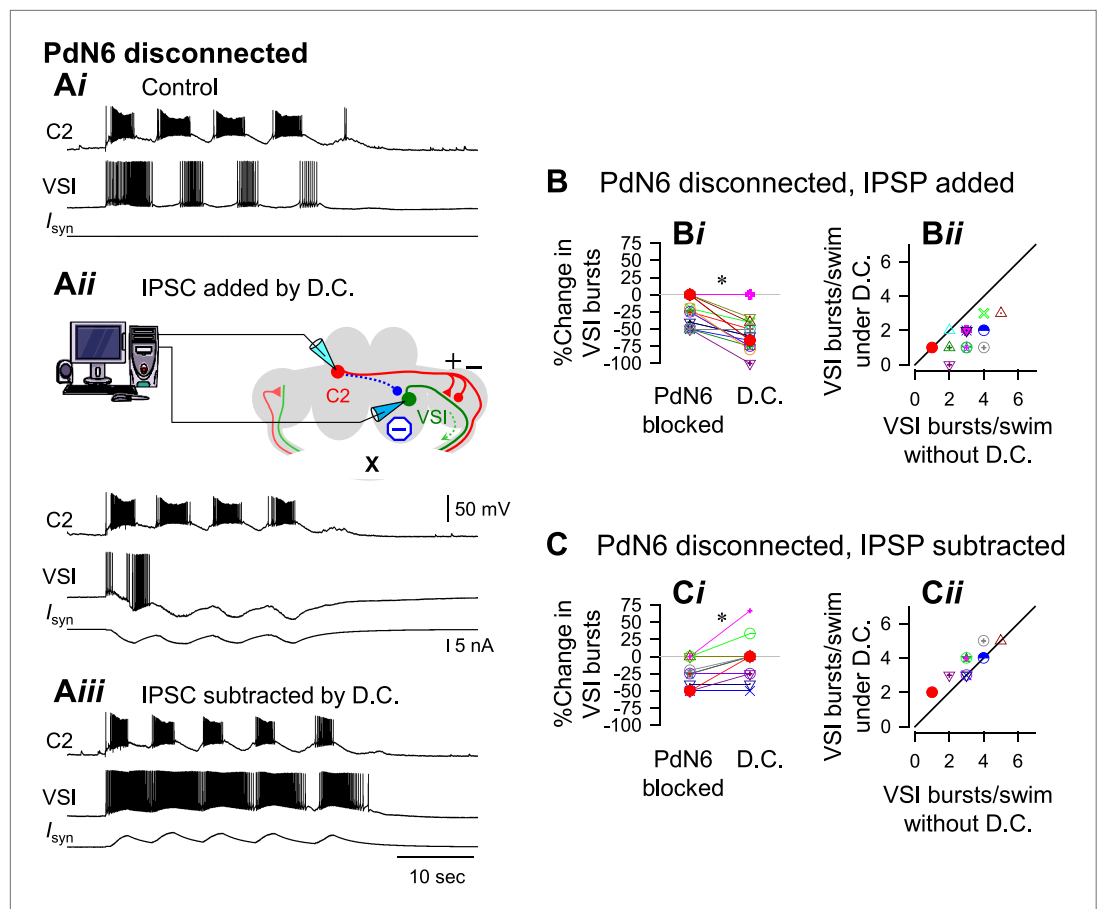 PdN6 disconnected
Ai Control
C2
VSI
Isyn
Aii IPSC added by D.C.
C2
VSI
+
−
−
X
C2
50 mV
VSI
Isyn
5 nA
Aiii IPSC subtracted by D.C.
C2
VSI
Isyn
10 sec
B PdN6 disconnected, IPSP added
Bi
%Change in
VSI bursts
75
50
25
0
-25
-50
-75
-100
*
PdN6
blocked
D.C.
Bii
VSI bursts/swim
under D.C.
6
4
2
0
0 2 4 6
VSI bursts/swim
without D.C.
C PdN6 disconnected, IPSP subtracted
Ci
%Change in
VSI bursts
75
50
25
0
-25
-50
-75
-100
*
PdN6
blocked
D.C.
Cii
VSI bursts/swim
under D.C.
6
4
2
0
0 2 4 6
VSI bursts/swim
without D.C.